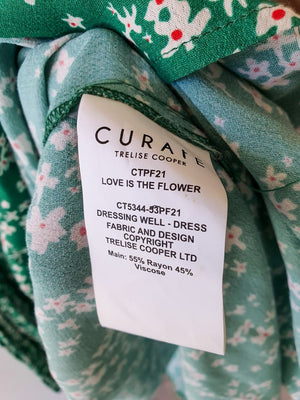 CURATE
TRELISE COOPER
CTPF21
LOVE IS THE FLOWER
CT5344-53PF21
DRESSING WELL - DRESS
FABRIC AND DESIGN
COPYRIGHT
TRELISE COOPER LTD
Main: 55% Rayon 45%
Viscose